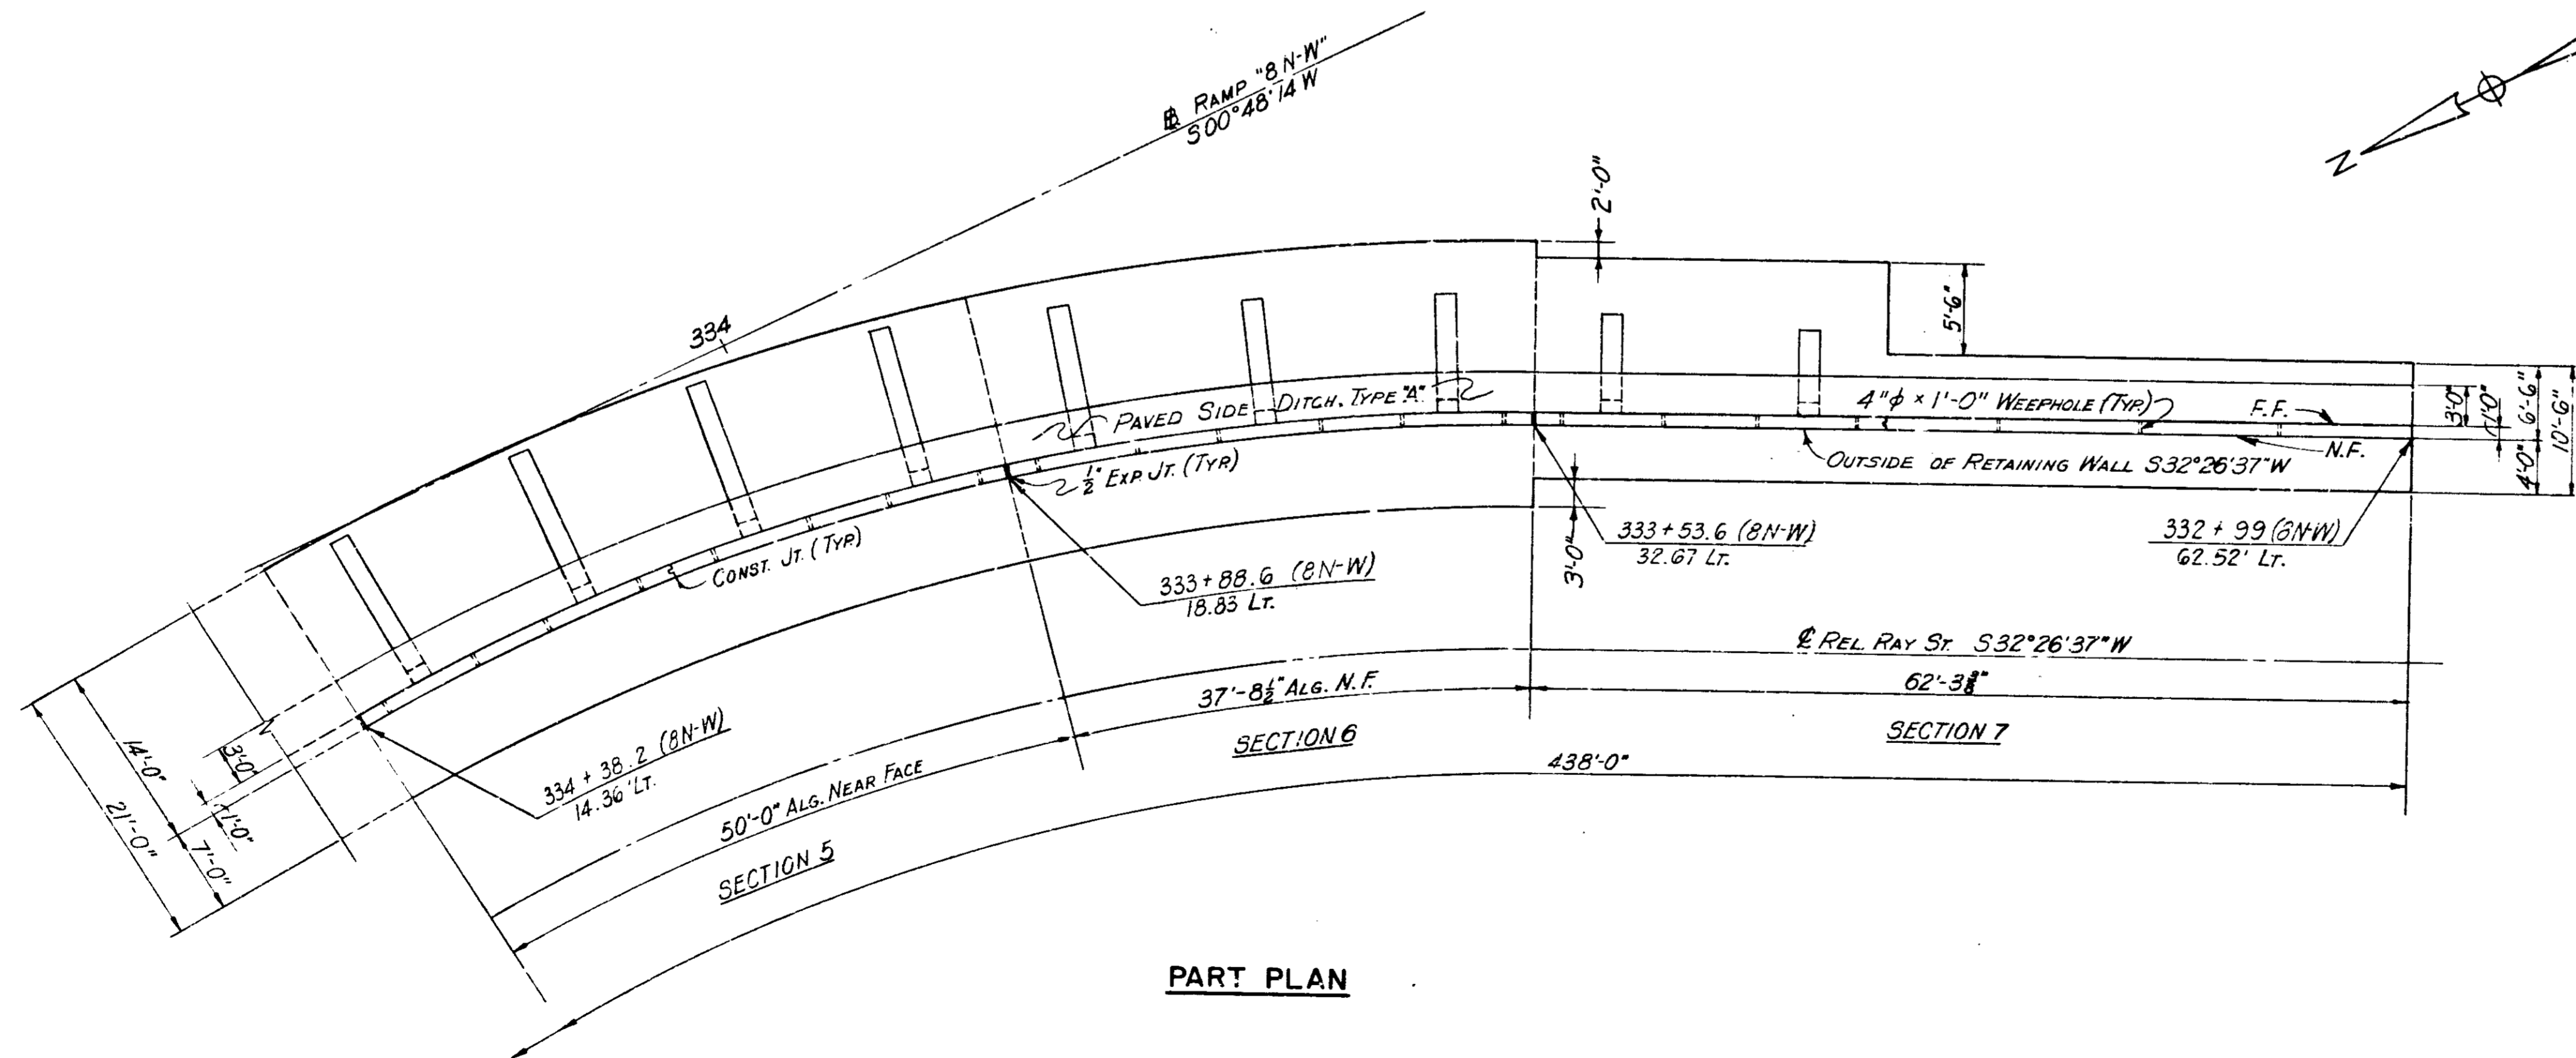 ℄ RAMP "8 N-W"
S00°48'14 W
N
334
2'-0"
5'-6"
PAVED SIDE DITCH. TYPE "A"
4"ϕ × 1'-0" WEEPHOLE (TYP.)
F.F.
N.F.
3'-0"
1'-0"
6'-6"
4'-0"
10'-6"
OUTSIDE OF RETAINING WALL S32°26'37"W
½" EXP. JT. (TYP.)
CONST. JT. (TYP.)
333+53.6 (8N-W)
32.67 LT.
332 + 99 (8N-W)
62.52' LT.
3'-0"
333+88.6 (8N-W)
18.83 LT.
℄ REL. RAY ST. S32°26'37"W
37'-8½" ALG. N.F.
62'-3⅜"
334 + 38.2 (8N-W)
14.36' LT.
SECTION 6
SECTION 7
438'-0"
14'-0"
3'-0"
1'-0"
21'-0"
7'-0"
50'-0" ALG. NEAR FACE
SECTION 5
PART PLAN